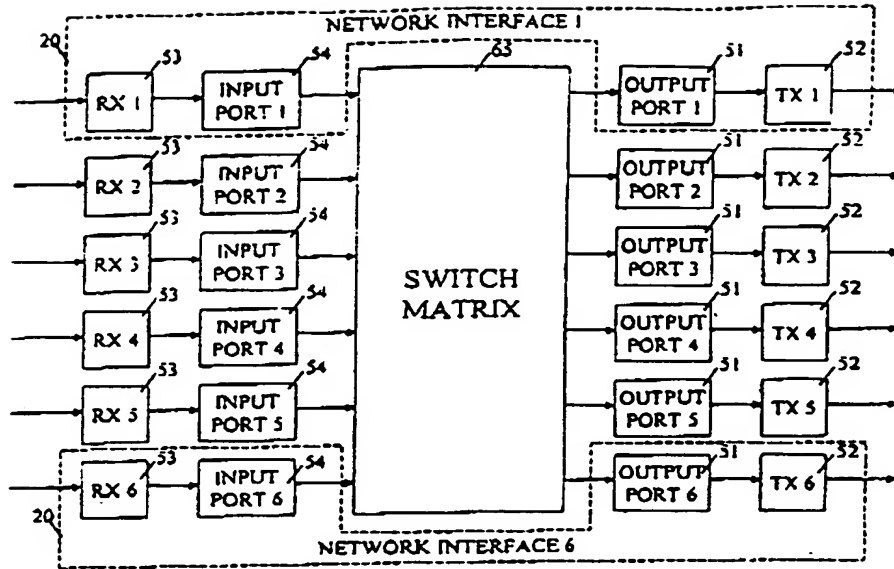 NETWORK INTERFACE 1
20 53 54 63 51 52
RX 1 INPUT PORT 1 OUTPUT PORT 1 TX 1
53 54 51 52
RX 2 INPUT PORT 2 OUTPUT PORT 2 TX 2
53 54 51 52
RX 3 INPUT PORT 3 OUTPUT PORT 3 TX 3
SWITCH
MATRIX
53 54 51 52
RX 4 INPUT PORT 4 OUTPUT PORT 4 TX 4
53 54 51 52
RX 5 INPUT PORT 5 OUTPUT PORT 5 TX 5
53 54 51 52
RX 6 INPUT PORT 6 OUTPUT PORT 6 TX 6
20
NETWORK INTERFACE 6